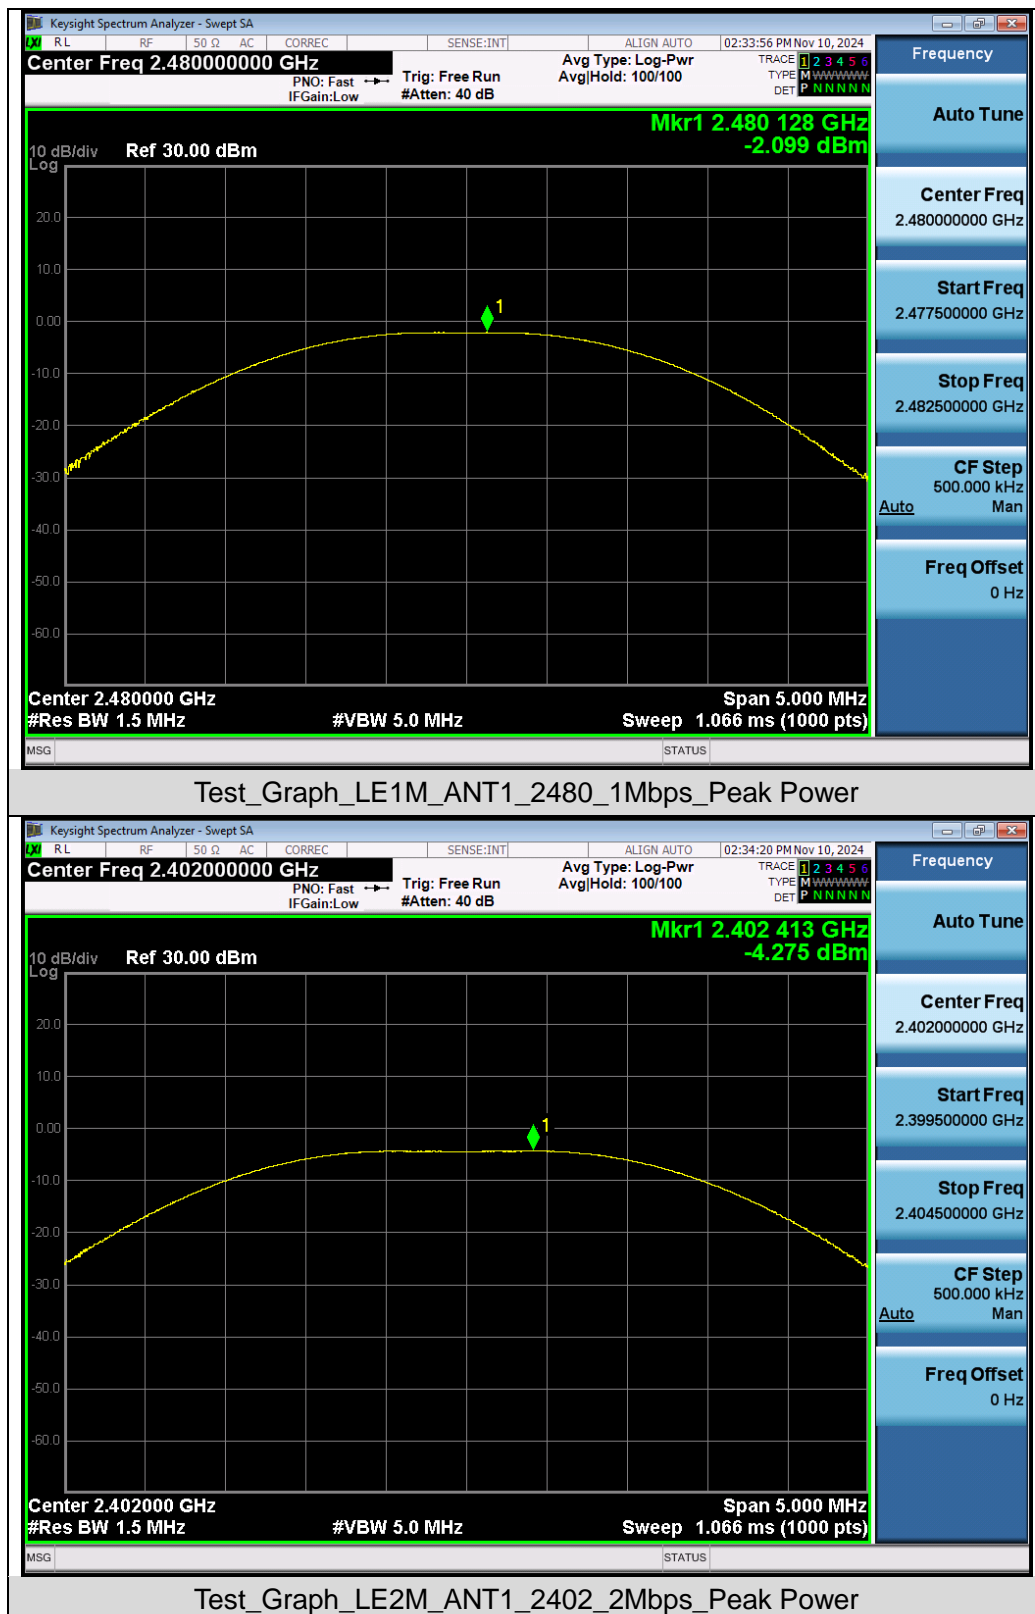 Keysight Spectrum Analyzer - Swept SA
LXI RL RF 50 Ω AC CORREC SENSE:INT ALIGN AUTO 02:33:56 PM Nov 10, 2024
Center Freq 2.480000000 GHz
PNO: Fast
IFGain:Low
Trig: Free Run
#Atten: 40 dB
Avg Type: Log-Pwr
Avg|Hold: 100/100
TRACE 1 2 3 4 5 6
TYPE M WWWWW
DET P N N N N N
Mkr1 2.480 128 GHz
-2.099 dBm
10 dB/div Ref 30.00 dBm
Log
20.0
10.0
0.00
-10.0
-20.0
-30.0
-40.0
-50.0
-60.0
1
Center 2.480000 GHz Span 5.000 MHz
#Res BW 1.5 MHz #VBW 5.0 MHz Sweep 1.066 ms (1000 pts)
MSG STATUS
Frequency
Auto Tune
Center Freq
2.480000000 GHz
Start Freq
2.477500000 GHz
Stop Freq
2.482500000 GHz
CF Step
500.000 kHz
Auto Man
Freq Offset
0 Hz
Test_Graph_LE1M_ANT1_2480_1Mbps_Peak Power
Keysight Spectrum Analyzer - Swept SA
LXI RL RF 50 Ω AC CORREC SENSE:INT ALIGN AUTO 02:34:20 PM Nov 10, 2024
Center Freq 2.402000000 GHz
PNO: Fast
IFGain:Low
Trig: Free Run
#Atten: 40 dB
Avg Type: Log-Pwr
Avg|Hold: 100/100
TRACE 1 2 3 4 5 6
TYPE M WWWWW
DET P N N N N N
Mkr1 2.402 413 GHz
-4.275 dBm
10 dB/div Ref 30.00 dBm
Log
20.0
10.0
0.00
-10.0
-20.0
-30.0
-40.0
-50.0
-60.0
1
Center 2.402000 GHz Span 5.000 MHz
#Res BW 1.5 MHz #VBW 5.0 MHz Sweep 1.066 ms (1000 pts)
MSG STATUS
Frequency
Auto Tune
Center Freq
2.402000000 GHz
Start Freq
2.399500000 GHz
Stop Freq
2.404500000 GHz
CF Step
500.000 kHz
Auto Man
Freq Offset
0 Hz
Test_Graph_LE2M_ANT1_2402_2Mbps_Peak Power